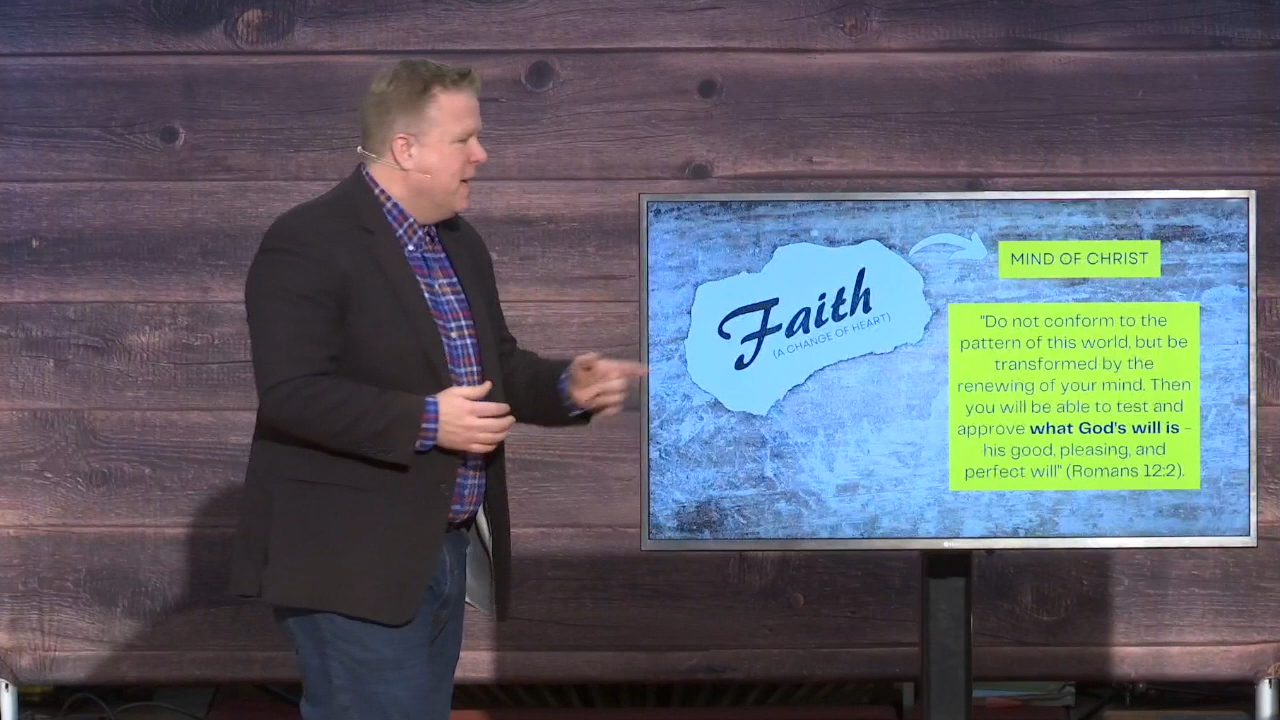 Faith
(A CHANGE OF HEART)
MIND OF CHRIST
"Do not conform to the
pattern of this world, but be
transformed by the
renewing of your mind. Then
you will be able to test and
approve what God's will is –
his good, pleasing, and
perfect will" (Romans 12:2).